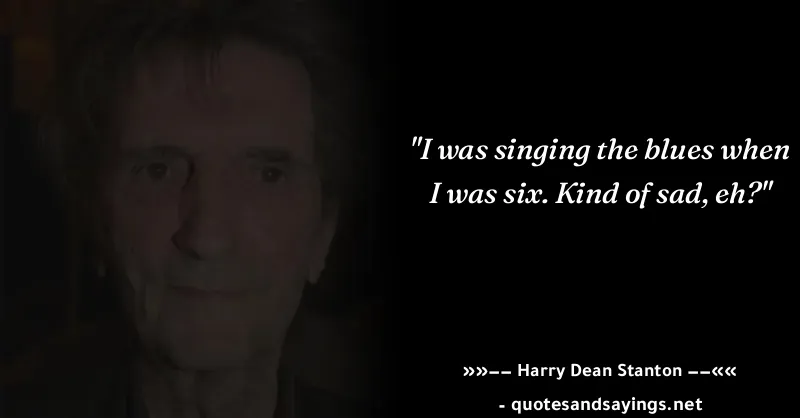 "I was singing the blues when
I was six. Kind of sad, eh?"
»»−− Harry Dean Stanton −−««
- quotesandsayings.net